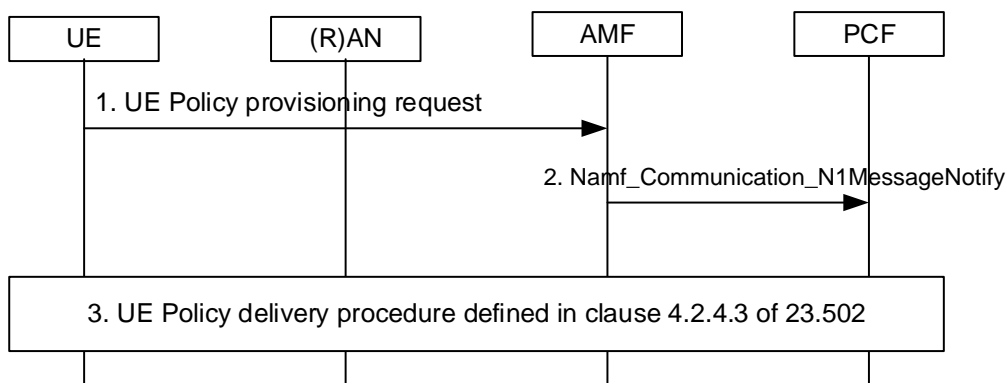 UE
(R)AN
AMF
PCF
1. UE Policy provisioning request
2. Namf_Communication_N1MessageNotify
3. UE Policy delivery procedure defined in clause 4.2.4.3 of 23.502